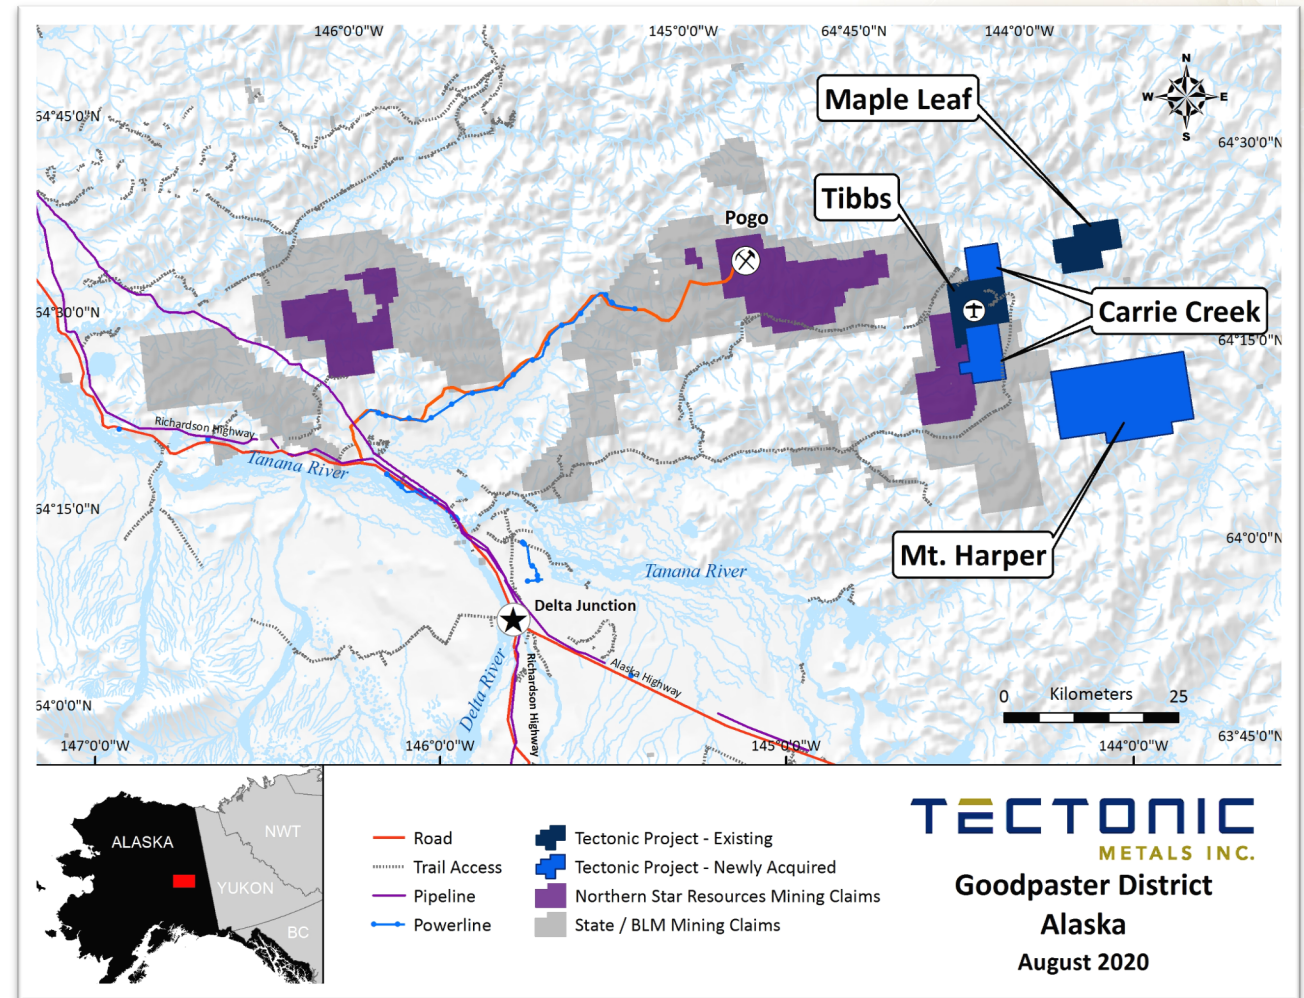 146°0'0"W
145°0'0"W
64°45'0"N
144°0'0"W
Maple Leaf
N
W
E
S
54°45'0"N
64°30'0"N
Tibbs
Pogo
Carrie Creek
54°30'0"N
64°15'0"N
Richardson Highway
Tanana River
54°15'0"N
64°0'0"N
Mt. Harper
Tanana River
Delta Junction
Alaska Highway
Delta River
Richardson Highway
0 Kilometers 25
54°0'0"N
63°45'0"N
147°0'0"W
146°0'0"W
145°0'0"W
144°0'0"W
ALASKA
NWT
YUKON
BC
Road
Trail Access
Pipeline
Powerline
Tectonic Project - Existing
Tectonic Project - Newly Acquired
Northern Star Resources Mining Claims
State / BLM Mining Claims
TECTONIC
METALS INC.
Goodpaster District
Alaska
August 2020